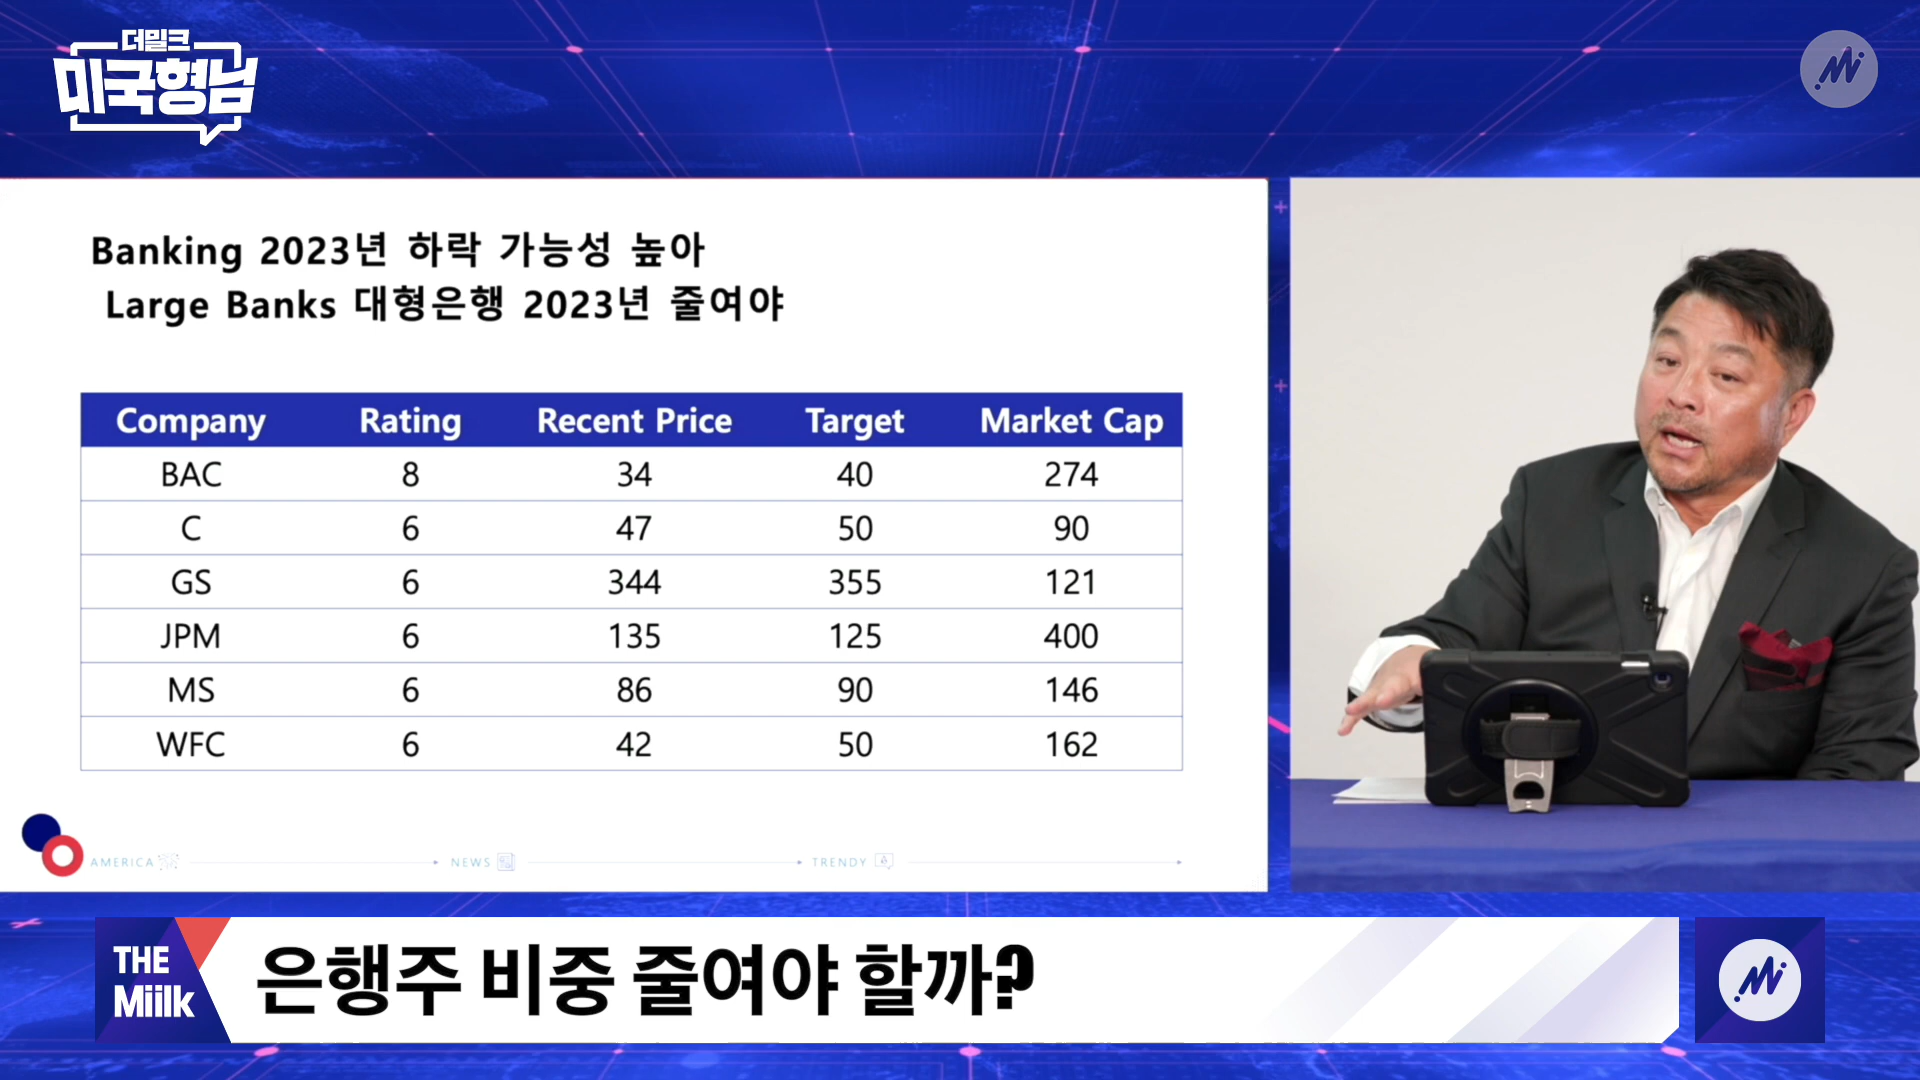 더밀크
미국형님
Banking 2023년 하락 가능성 높아
Large Banks 대형은행 2023년 줄여야
Company Rating Recent Price Target Market Cap
BAC 8 34 40 274
C 6 47 50 90
GS 6 344 355 121
JPM 6 135 125 400
MS 6 86 90 146
WFC 6 42 50 162
AMERICA NEWS TRENDY
THE
Miilk
은행주 비중 줄여야 할까?